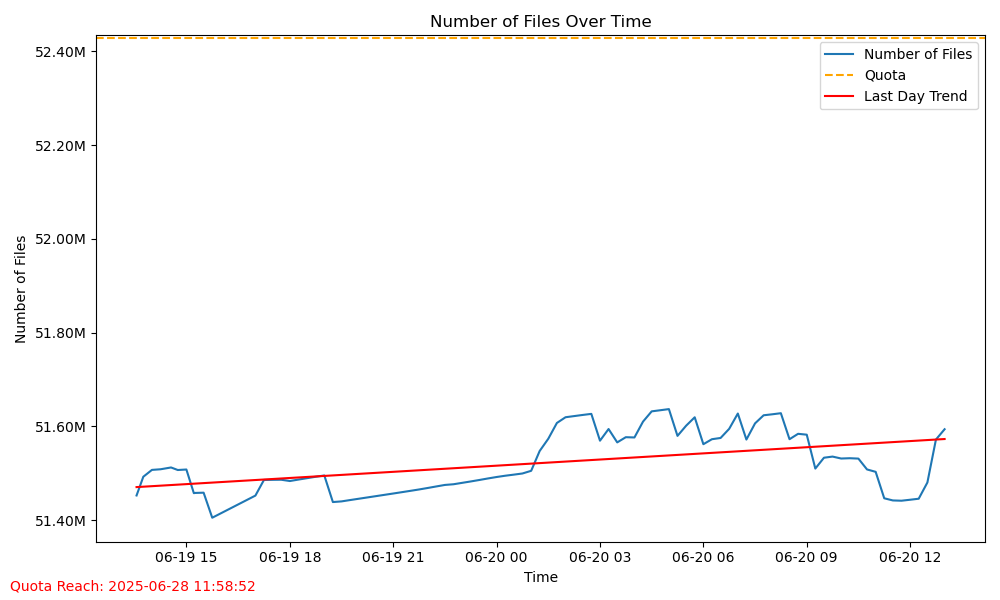 Number of Files Over Time
Number of Files
Quota
Last Day Trend
52.40M
52.20M
52.00M
51.80M
51.60M
51.40M
Number of Files
06-19 15
06-19 18
06-19 21
06-20 00
06-20 03
06-20 06
06-20 09
06-20 12
Time
Quota Reach: 2025-06-28 11:58:52